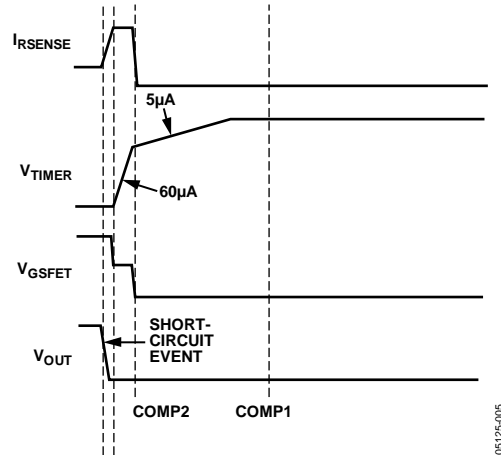 IRSENSE
5µA
VTIMER
60µA
VGSFET
SHORT-
CIRCUIT
EVENT
VOUT
COMP2
COMP1
05125-005